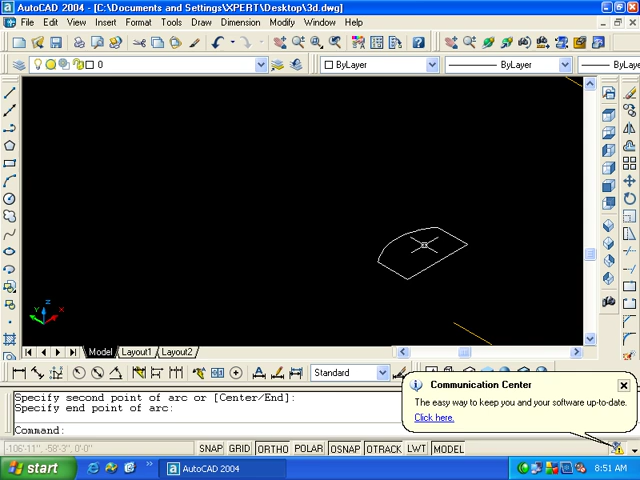 AutoCAD 2004 - [C:\Documents and Settings\XPERT\Desktop\3d.dwg]
File Edit View Insert Format Tools Draw Dimension Modify Window Help
0 ByLayer ByLayer ByLayer
Z
Y X
Model Layout1 Layout2
Standard
Communication Center
The easy way to keep you and your software up-to-date.
Click here.
Specify second point of arc or [Center/End]:
Specify end point of arc:
Command:
-106'-11", -58'-3", 0'-0" SNAP GRID ORTHO POLAR OSNAP OTRACK LWT MODEL
start AutoCAD 2004 8:51 AM